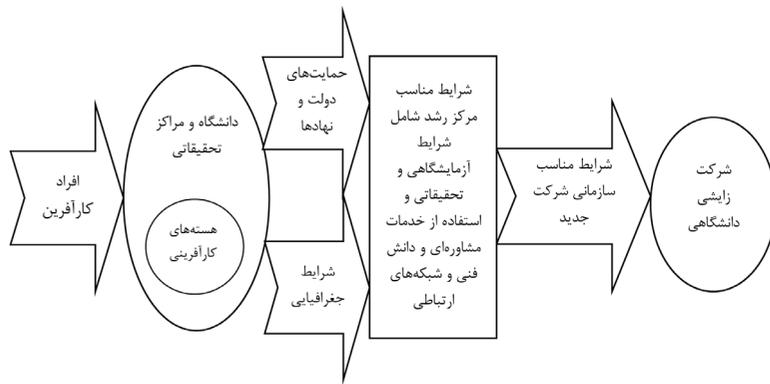 افراد
کارآفرین
دانشگاه و مراکز
تحقیقاتی
هسته‌های
کارآفرینی
حمایت‌های
دولت و
نهادها
شرایط
جغرافیایی
شرایط مناسب
مرکز رشد شامل
شرایط
آزمایشگاهی و
تحقیقاتی و
استفاده از خدمات
مشاوره‌ای و دانش
فنی و شبکه‌های
ارتباطی
شرایط مناسب
سازمانی شرکت
جدید
شرکت
زایشی
دانشگاهی